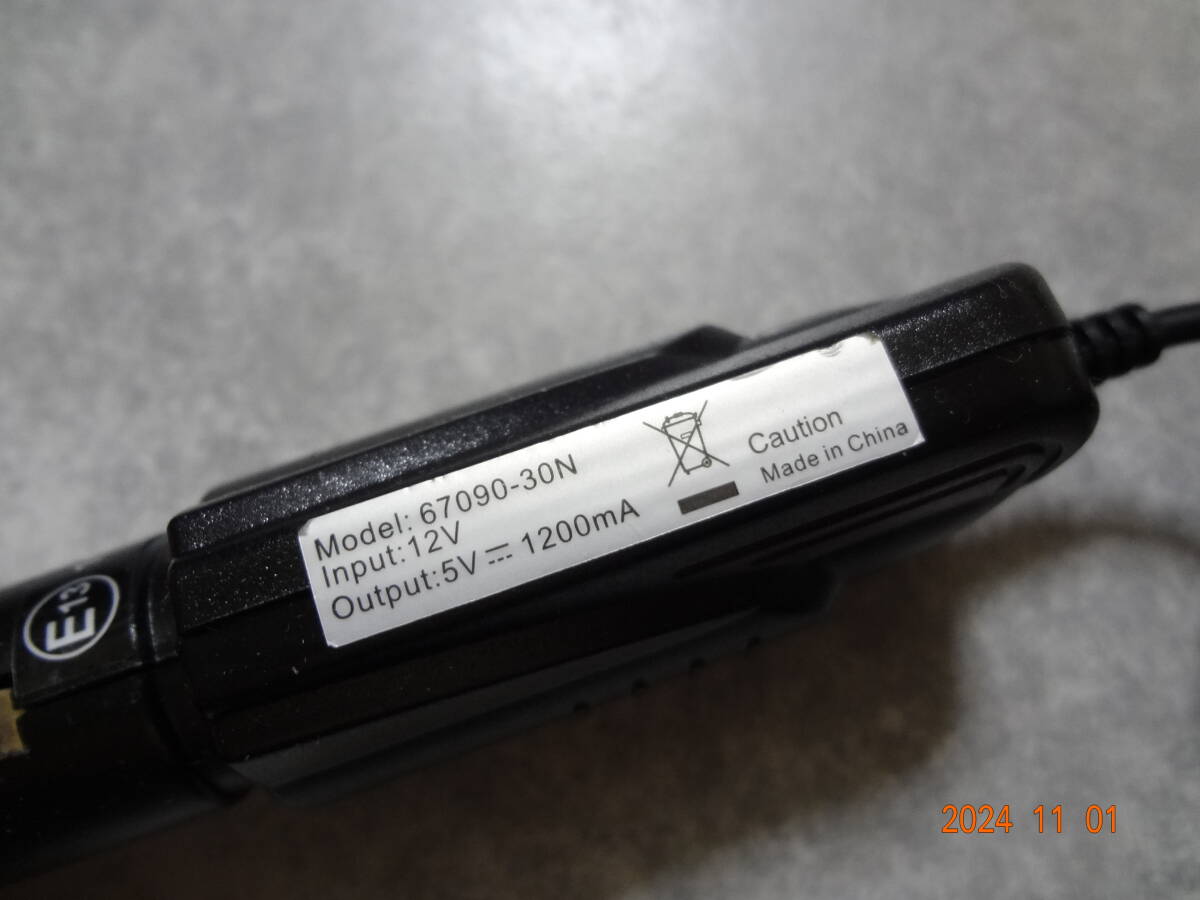 Model: 67090-30N
Input:12V
Output:5V ⎓ 1200mA
Caution
Made in China
E13
2024 11 01